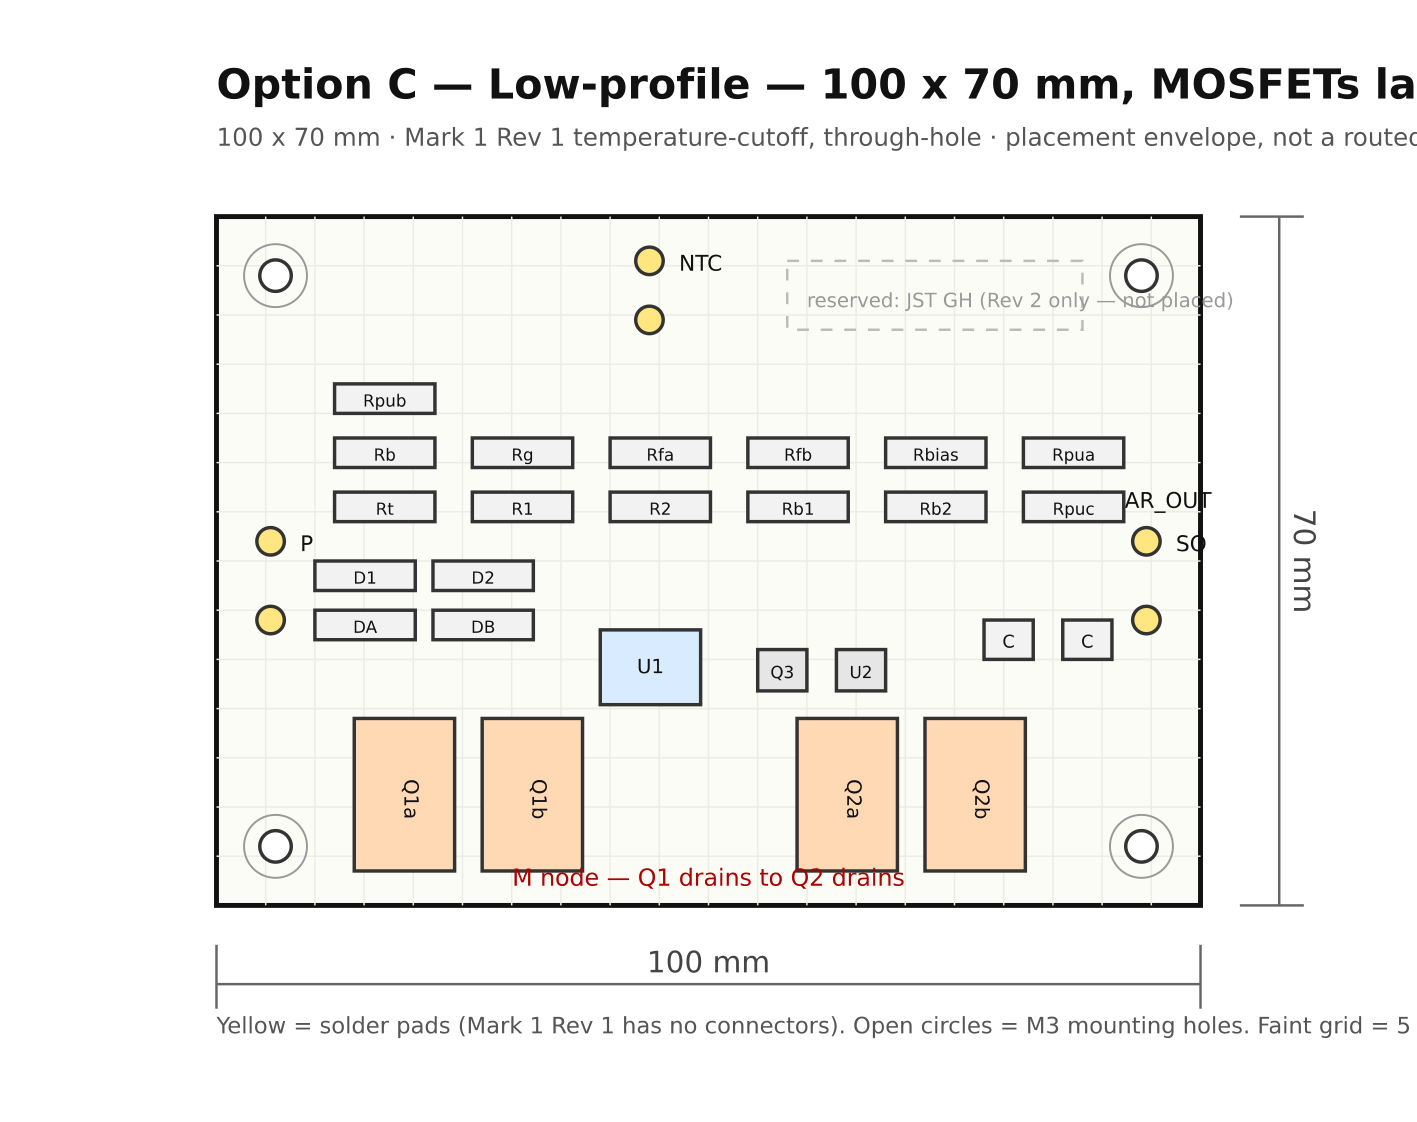 Option C — Low-profile — 100 x 70 mm, MOSFETs la
100 x 70 mm · Mark 1 Rev 1 temperature-cutoff, through-hole · placement envelope, not a routed
NTC
reserved: JST GH (Rev 2 only — not placed)
Rpub
Rb Rg Rfa Rfb Rbias Rpua
Rt R1 R2 Rb1 Rb2 Rpuc AR_OUT
P SO
D1 D2
DA DB
U1 Q3 U2 C C
Q1a Q1b Q2a Q2b
M node — Q1 drains to Q2 drains
70 mm
100 mm
Yellow = solder pads (Mark 1 Rev 1 has no connectors). Open circles = M3 mounting holes. Faint grid = 5